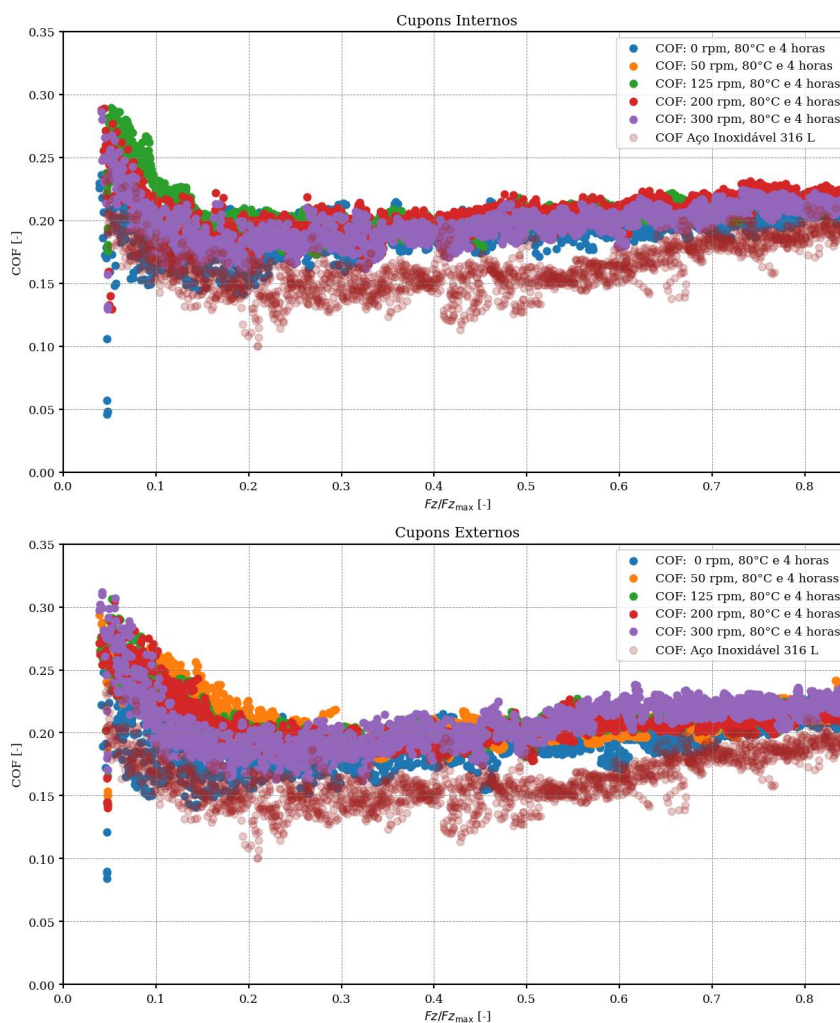 Cupons Internos
0.35
0.30
0.25
0.20
0.15
0.10
0.05
0.00
COF [-]
COF: 0 rpm, 80°C e 4 horas
COF: 50 rpm, 80°C e 4 horas
COF: 125 rpm, 80°C e 4 horas
COF: 200 rpm, 80°C e 4 horas
COF: 300 rpm, 80°C e 4 horas
COF Aço Inoxidável 316 L
0.0 0.1 0.2 0.3 0.4 0.5 0.6 0.7 0.8
Fz/Fzmax [-]
Cupons Externos
0.35
0.30
0.25
0.20
0.15
0.10
0.05
0.00
COF [-]
COF:  0 rpm, 80°C e 4 horas
COF: 50 rpm, 80°C e 4 horass
COF: 125 rpm, 80°C e 4 horas
COF: 200 rpm, 80°C e 4 horas
COF: 300 rpm, 80°C e 4 horas
COF: Aço Inoxidável 316 L
0.0 0.1 0.2 0.3 0.4 0.5 0.6 0.7 0.8
Fz/Fzmax [-]